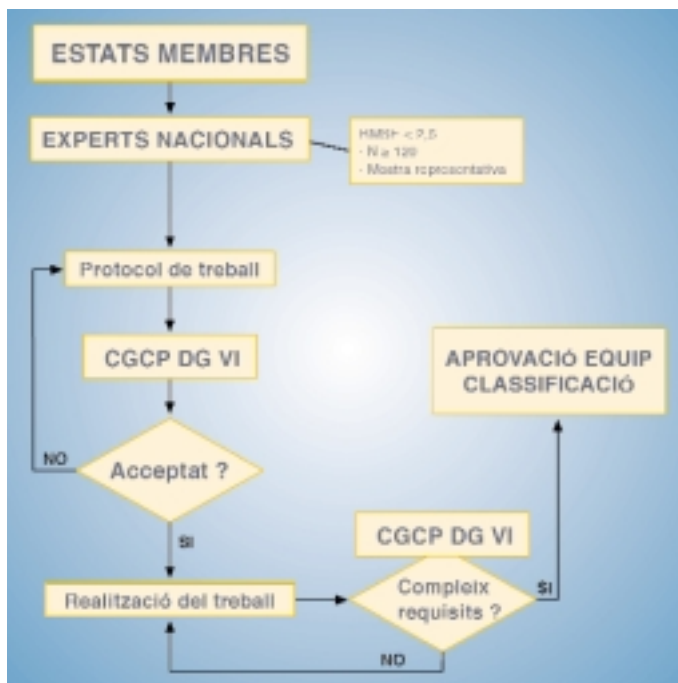 ESTATS MEMBRES
EXPERTS NACIONALS
< 2,5
- N ≥ 120
- Mostra representativa
Protocol de treball
CGCP DG VI
Acceptat ?
NO
SI
Realització del treball
CGCP DG VI
Compleix
requisits ?
NO
SI
APROVACIÓ EQUIP
CLASSIFICACIÓ